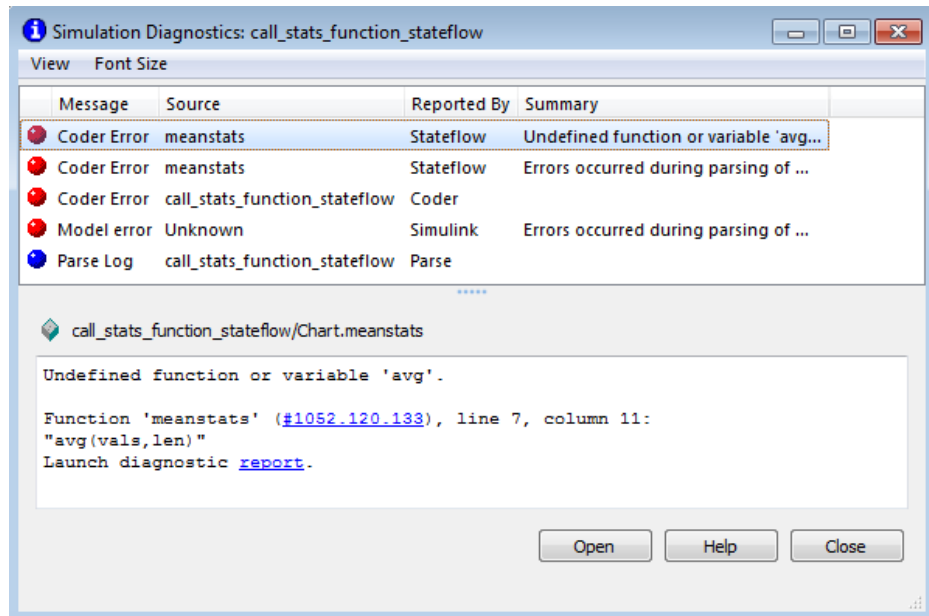 Simulation Diagnostics: call_stats_function_stateflow
View Font Size
Message Source Reported By Summary
Coder Error meanstats Stateflow Undefined function or variable 'avg...
Coder Error meanstats Stateflow Errors occurred during parsing of ...
Coder Error call_stats_function_stateflow Coder
Model error Unknown Simulink Errors occurred during parsing of ...
Parse Log call_stats_function_stateflow Parse
call_stats_function_stateflow/Chart.meanstats
Undefined function or variable 'avg'.
Function 'meanstats' (#1052.120.133), line 7, column 11:
"avg(vals,len)"
Launch diagnostic report.
Open Help Close